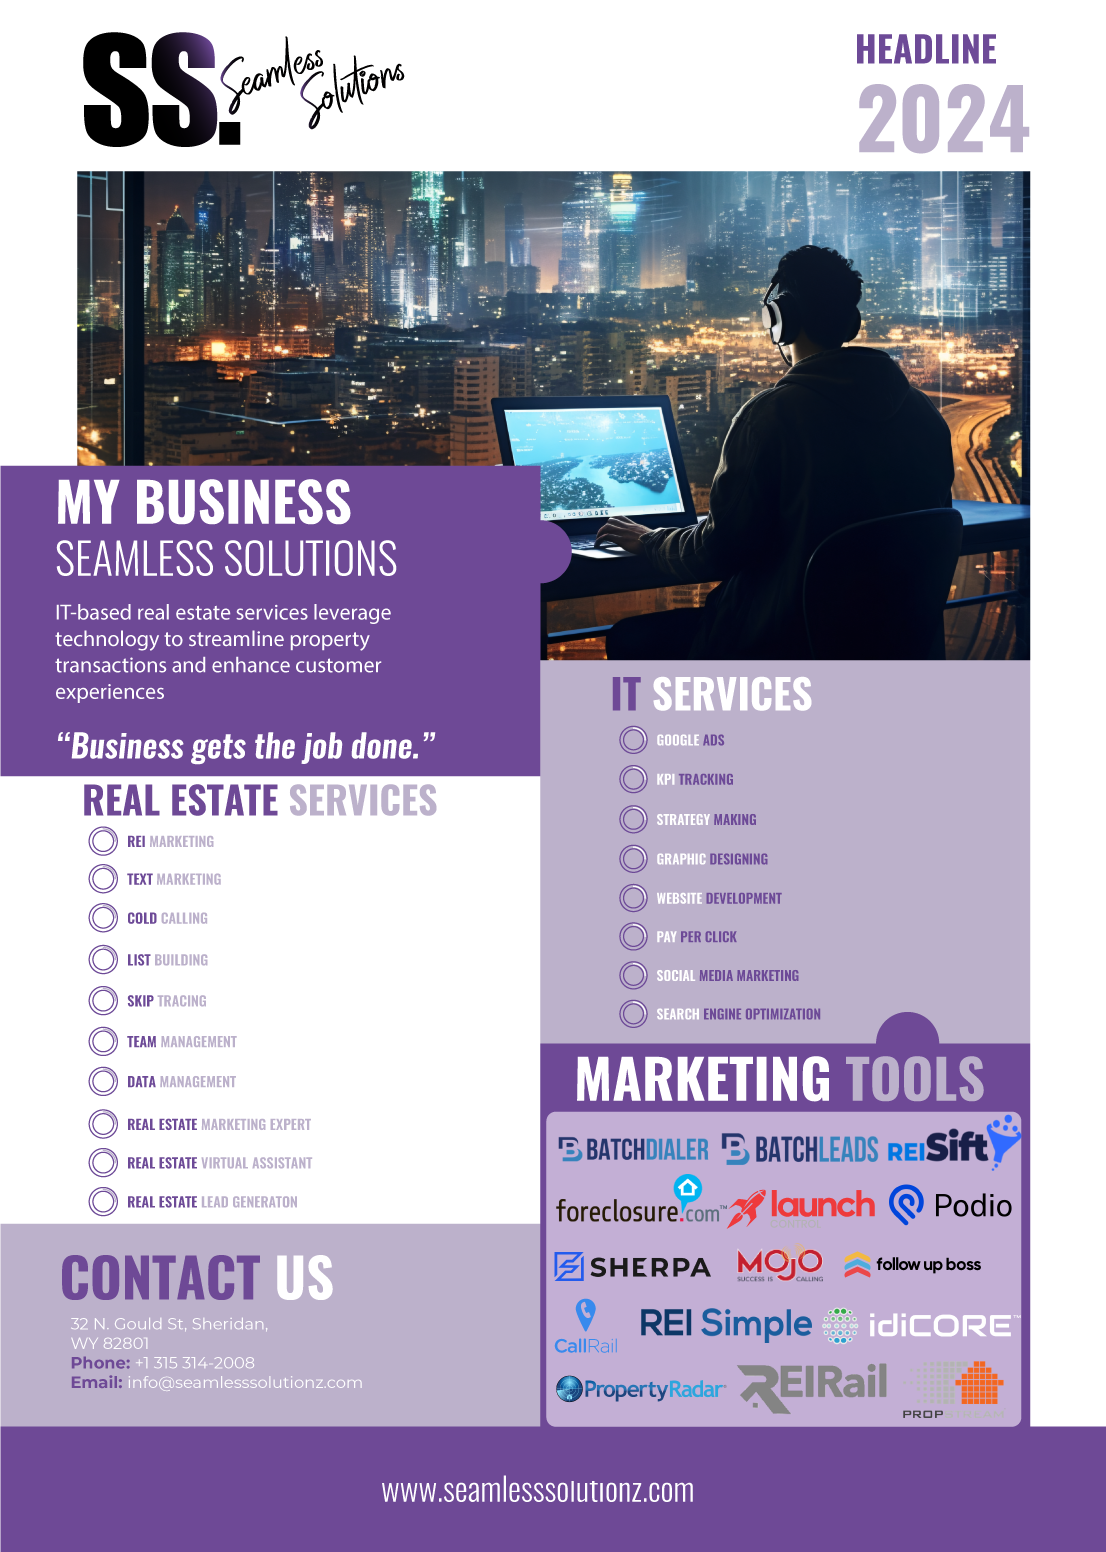 SS.
Seamless
Solutions
HEADLINE
2024
MY BUSINESS
SEAMLESS SOLUTIONS
IT-based real estate services leverage
technology to streamline property
transactions and enhance customer
experiences
“Business gets the job done.”
REAL ESTATE SERVICES
REI MARKETING
TEXT MARKETING
COLD CALLING
LIST BUILDING
SKIP TRACING
TEAM MANAGEMENT
DATA MANAGEMENT
REAL ESTATE MARKETING EXPERT
REAL ESTATE VIRTUAL ASSISTANT
REAL ESTATE LEAD GENERATON
CONTACT US
32 N. Gould St, Sheridan,
WY 82801
Phone: +1 315 314-2008
Email: info@seamlesssolutionz.com
IT SERVICES
GOOGLE ADS
KPI TRACKING
STRATEGY MAKING
GRAPHIC DESIGNING
WEBSITE DEVELOPMENT
PAY PER CLICK
SOCIAL MEDIA MARKETING
SEARCH ENGINE OPTIMIZATION
MARKETING TOOLS
BATCHDIALER BATCHLEADS REISift
foreclosure.com™ launch Podio
CONTROL
SHERPA MOJO follow up boss
SUCCESS IS CALLING
CallRail REI Simple idiCORE™
PropertyRadar REIRail
PROP
www.seamlesssolutionz.com